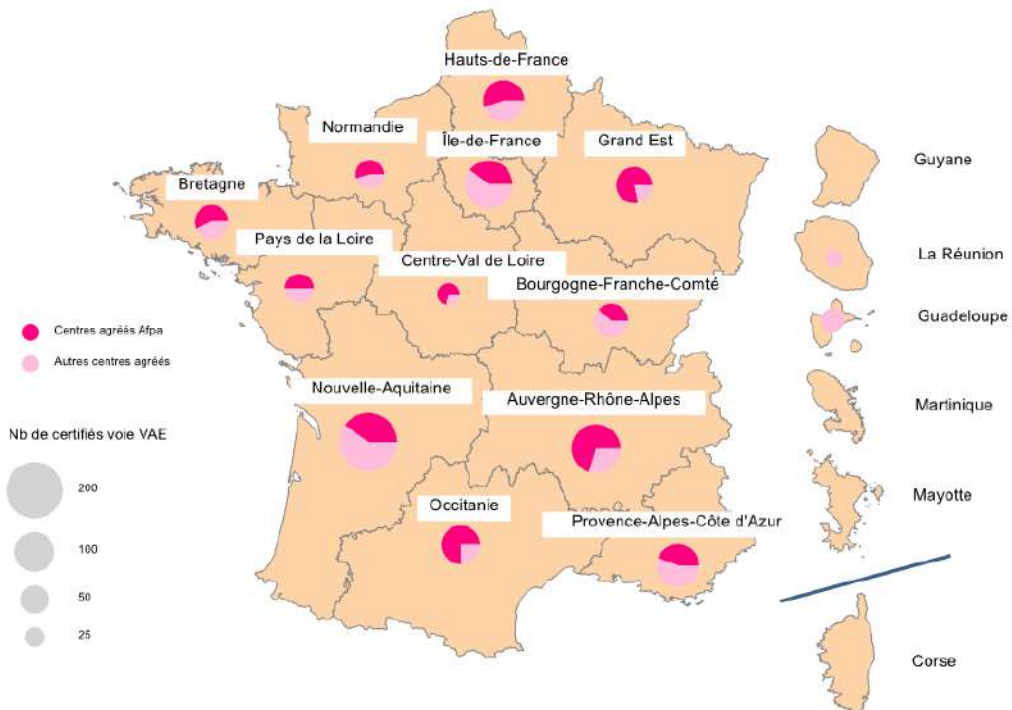 Hauts-de-France
Normandie
Île-de-France
Grand Est
Bretagne
Pays de la Loire
Centre-Val de Loire
Bourgogne-Franche-Comté
Nouvelle-Aquitaine
Auvergne-Rhône-Alpes
Occitanie
Provence-Alpes-Côte d'Azur
Guyane
La Réunion
Guadeloupe
Martinique
Mayotte
Corse
Centres agréés Afpa
Autres centres agréés
Nb de certifiés voie VAE
200
100
50
25